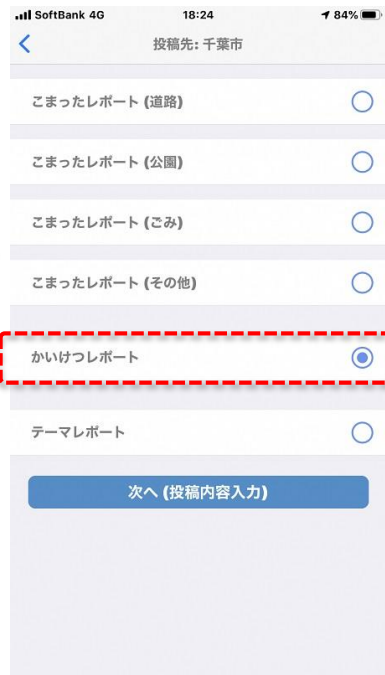 SoftBank 4G 18:24 84%
投稿先: 千葉市
こまったレポート (道路)
こまったレポート (公園)
こまったレポート (ごみ)
こまったレポート (その他)
かいけつレポート
テーマレポート
次へ (投稿内容入力)